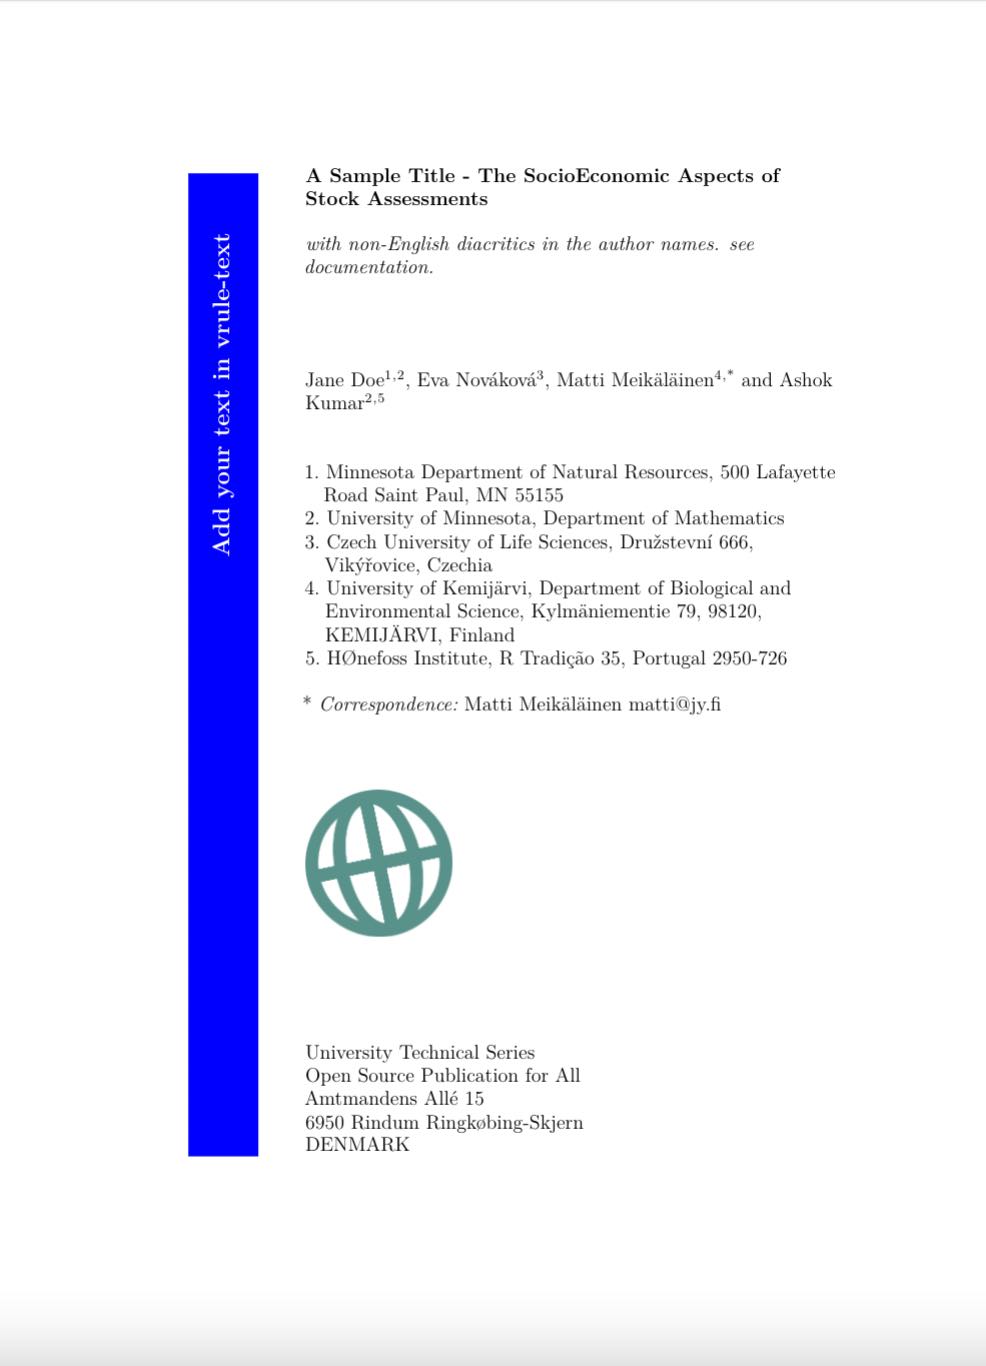 Add your text in vrule-text
A Sample Title - The SocioEconomic Aspects of
Stock Assessments
with non-English diacritics in the author names. see
documentation.
Jane Doe¹,², Eva Nováková³, Matti Meikäläinen⁴,* and Ashok
Kumar²,⁵
1. Minnesota Department of Natural Resources, 500 Lafayette
Road Saint Paul, MN 55155
2. University of Minnesota, Department of Mathematics
3. Czech University of Life Sciences, Družstevní 666,
Vikýřovice, Czechia
4. University of Kemijärvi, Department of Biological and
Environmental Science, Kylmäniementie 79, 98120,
KEMIJÄRVI, Finland
5. HØnefoss Institute, R Tradição 35, Portugal 2950-726
* Correspondence: Matti Meikäläinen matti@jy.fi
University Technical Series
Open Source Publication for All
Amtmandens Allé 15
6950 Rindum Ringkøbing-Skjern
DENMARK